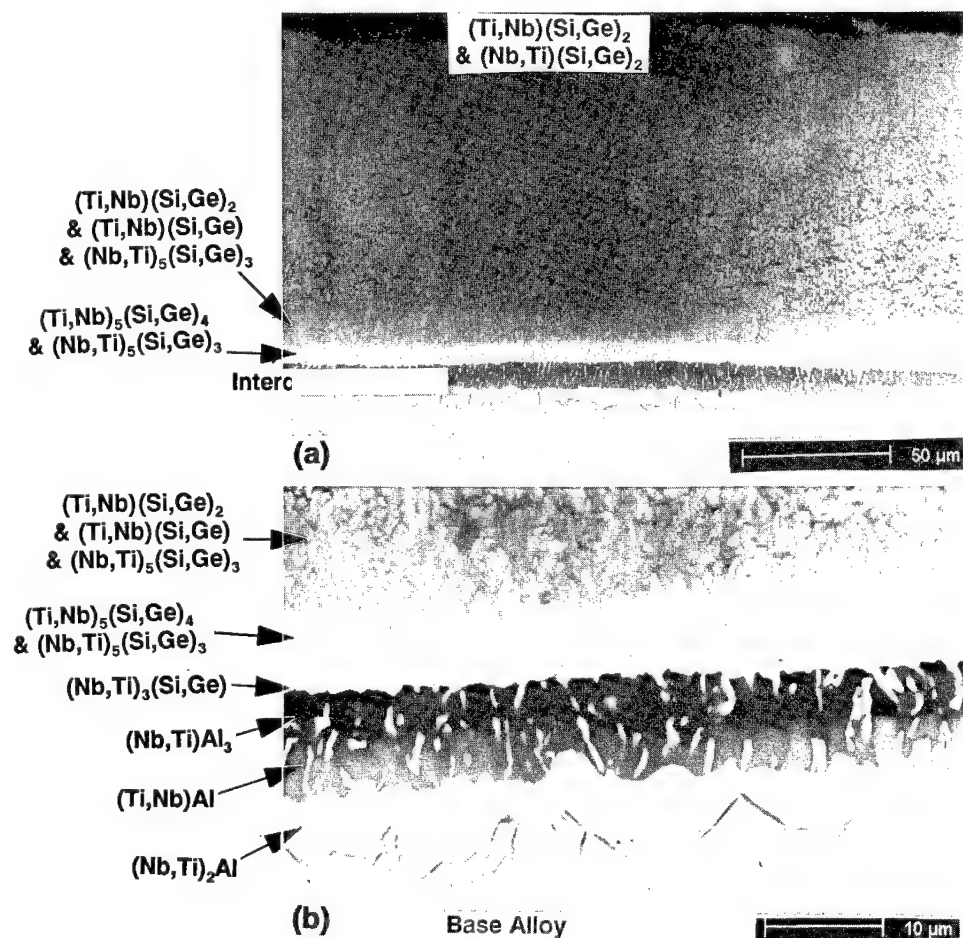 (Ti,Nb)(Si,Ge)₂
& (Nb,Ti)(Si,Ge)₂
(Ti,Nb)(Si,Ge)₂
& (Ti,Nb)(Si,Ge)
& (Nb,Ti)₅(Si,Ge)₃
(Ti,Nb)₅(Si,Ge)₄
& (Nb,Ti)₅(Si,Ge)₃
Interc
(a)
50 µm
(Ti,Nb)(Si,Ge)₂
& (Ti,Nb)(Si,Ge)
& (Nb,Ti)₅(Si,Ge)₃
(Ti,Nb)₅(Si,Ge)₄
& (Nb,Ti)₅(Si,Ge)₃
(Nb,Ti)₃(Si,Ge)
(Nb,Ti)Al₃
(Ti,Nb)Al
(Nb,Ti)₂Al
(b)
Base Alloy
10 µm